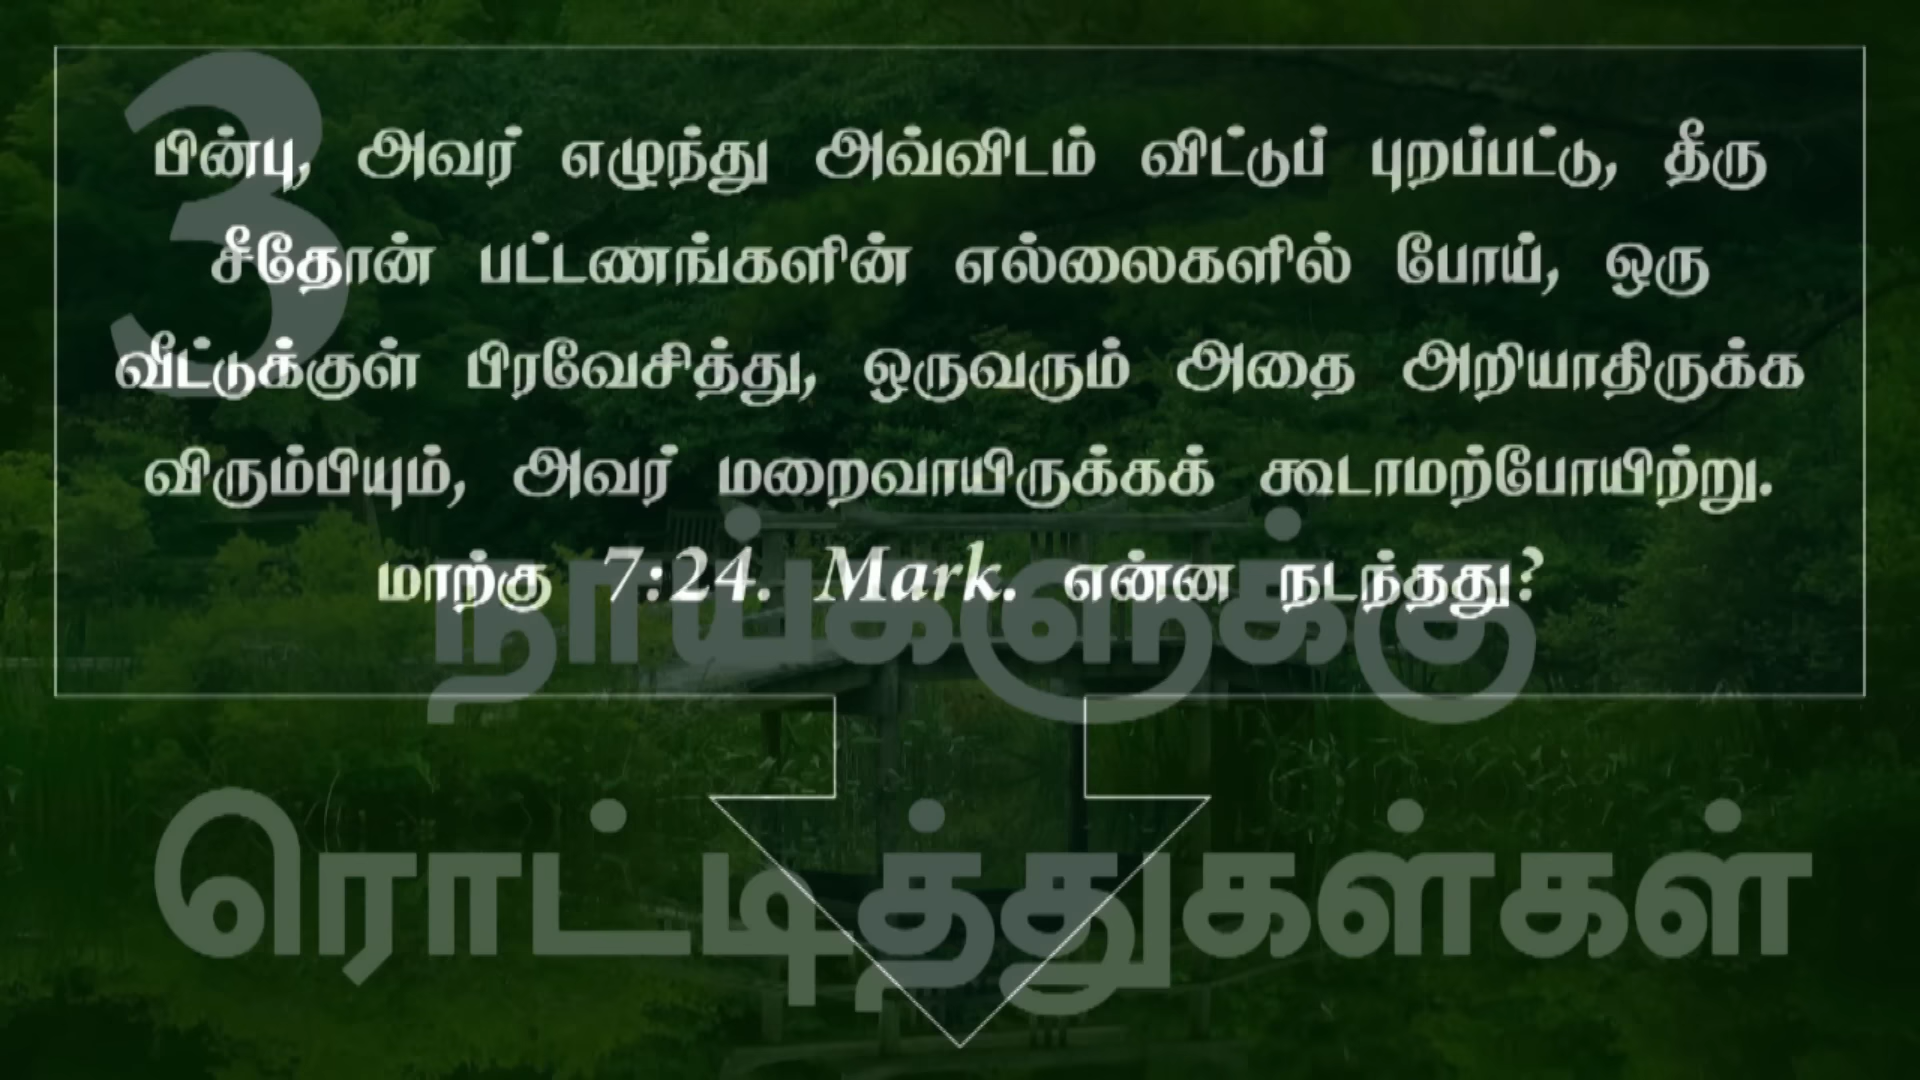 3
பின்பு, அவர் எழுந்து அவ்விடம் விட்டுப் புறப்பட்டு, தீரு
சீதோன் பட்டணங்களின் எல்லைகளில் போய், ஒரு
வீட்டுக்குள் பிரவேசித்து, ஒருவரும் அதை அறியாதிருக்க
விரும்பியும், அவர் மறைவாயிருக்கக் கூடாமற்போயிற்று.
மாற்கு 7:24. Mark. என்ன நடந்தது?
நாய்களுக்கு
ரொட்டித்துகள்கள்